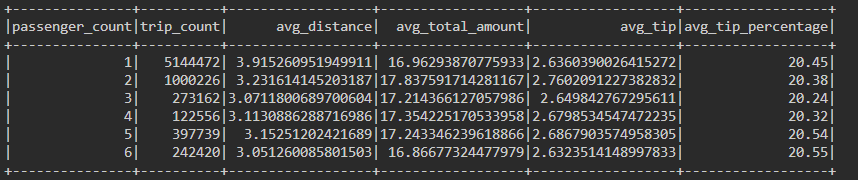 +---------------+----------+------------------+------------------+------------------+------------------+
|passenger_count|trip_count|      avg_distance|  avg_total_amount|           avg_tip|avg_tip_percentage|
+---------------+----------+------------------+------------------+------------------+------------------+
|              1|   5144472| 3.915260951949911| 16.96293870775933|2.6360390026415272|             20.45|
|              2|   1000226| 3.231614145203187|17.837591714281167|2.7602091227382832|             20.38|
|              3|    273162|3.0711800689700604|17.214366127057986| 2.649842767295611|             20.24|
|              4|    122556|3.1130886288716986|17.354225170533958|2.6798534547472235|             20.32|
|              5|    397739|  3.15251202421689|17.243346239618866|2.6867903574958305|             20.54|
|              6|    242420| 3.051260085801503| 16.86677324477979|2.6323514148997833|             20.55|
+---------------+----------+------------------+------------------+------------------+------------------+